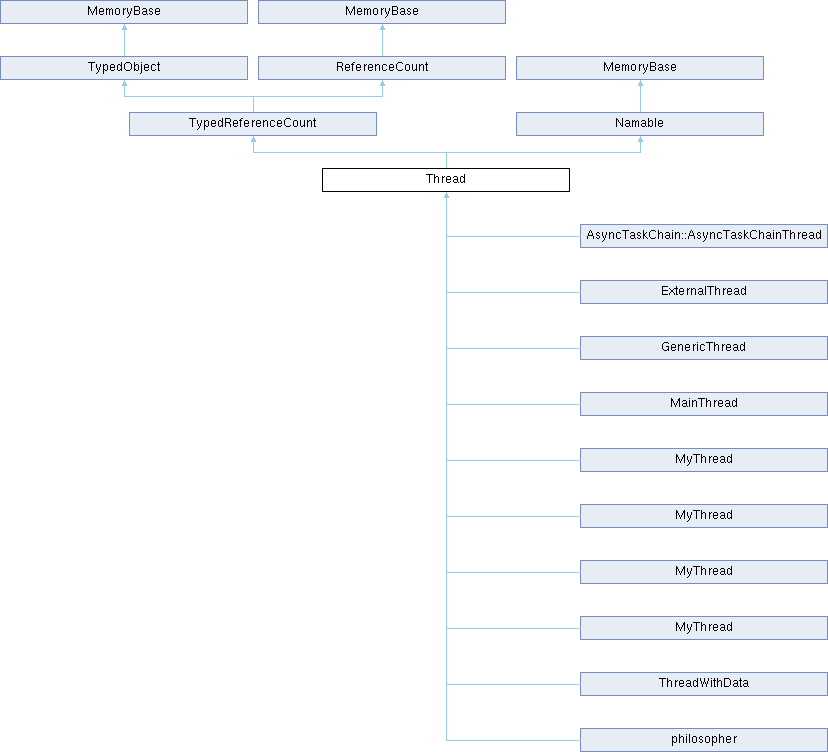 MemoryBase
MemoryBase
TypedObject
ReferenceCount
MemoryBase
TypedReferenceCount
Namable
Thread
AsyncTaskChain::AsyncTaskChainThread
ExternalThread
GenericThread
MainThread
MyThread
MyThread
MyThread
MyThread
ThreadWithData
philosopher